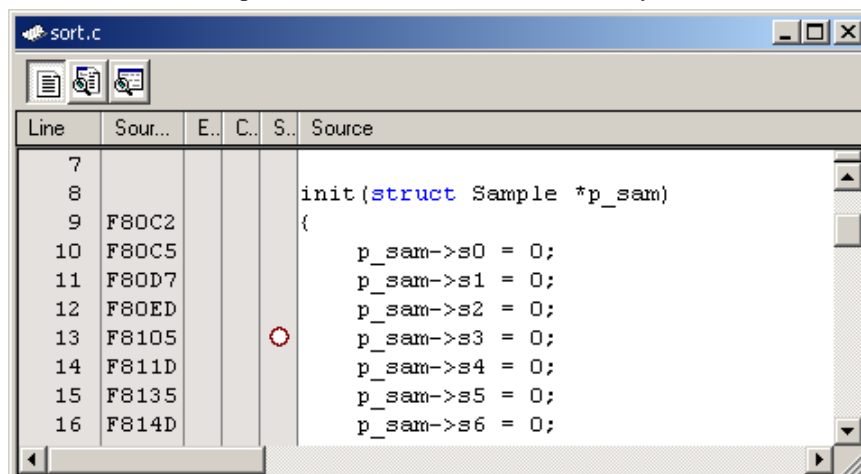 sort.c
Line Sour... E.. C.. S.. Source
7
8 init(struct Sample *p_sam)
9 F80C2 {
10 F80C5 p_sam->s0 = 0;
11 F80D7 p_sam->s1 = 0;
12 F80ED p_sam->s2 = 0;
13 F8105 p_sam->s3 = 0;
14 F811D p_sam->s4 = 0;
15 F8135 p_sam->s5 = 0;
16 F814D p_sam->s6 = 0;